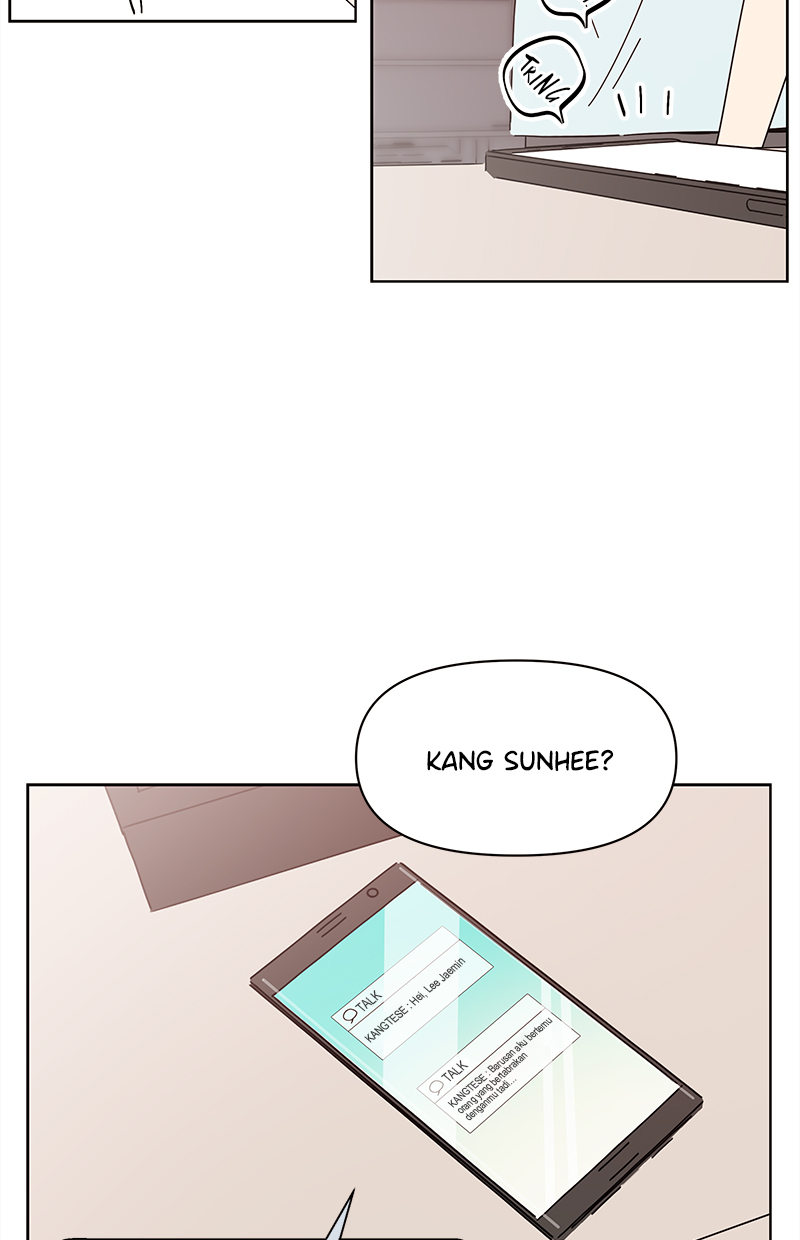 TRING
KANG SUNHEE?
TALK
KANGTESE : Hei, Lee Jaemin
TALK
KANGTESE : Barusan aku bertemu
orang yang bertabrakan
denganmu tadi...